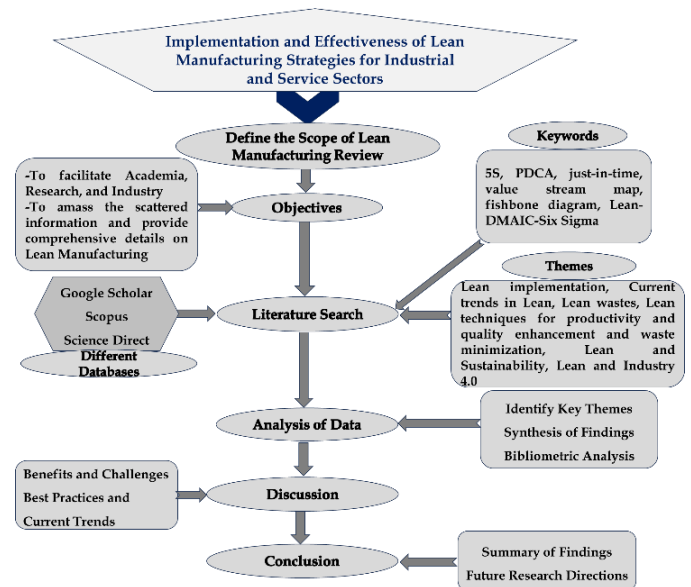 Implementation and Effectiveness of Lean
Manufacturing Strategies for Industrial
and Service Sectors
Define the Scope of Lean
Manufacturing Review
Keywords
5S, PDCA, just-in-time,
value stream map,
fishbone diagram, Lean-
DMAIC-Six Sigma
-To facilitate Academia,
Research, and Industry
-To amass the scattered
information and provide
comprehensive details on
Lean Manufacturing
Objectives
Themes
Lean implementation, Current
trends in Lean, Lean wastes, Lean
techniques for productivity and
quality enhancement and waste
minimization, Lean and
Sustainability, Lean and Industry
4.0
Google Scholar
Scopus
Science Direct
Different
Databases
Literature Search
Analysis of Data
Identify Key Themes
Synthesis of Findings
Bibliometric Analysis
Benefits and Challenges
Best Practices and
Current Trends
Discussion
Conclusion
Summary of Findings
Future Research Directions